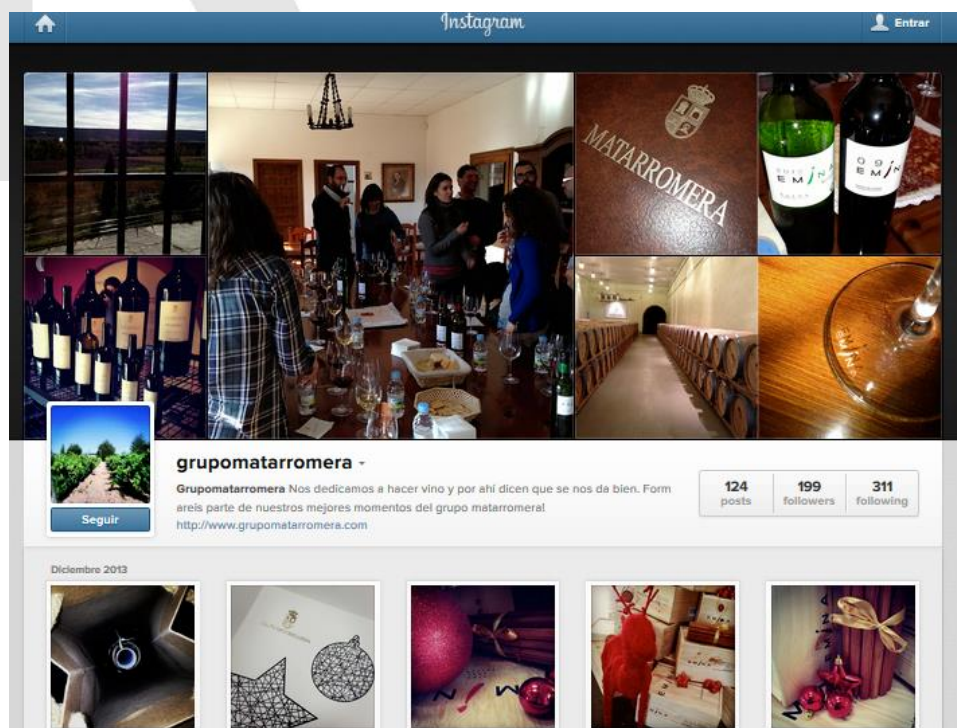 Instagram
Entrar
MATARROMERA
EMINA
09
EMIN
grupomatarromera
Grupomatarromera Nos dedicamos a hacer vino y por ahí dicen que se nos da bien. Form
areis parte de nuestros mejores momentos del grupo matarromera!
http://www.grupomatarromera.com
124
posts
199
followers
311
following
Seguir
Diciembre 2013